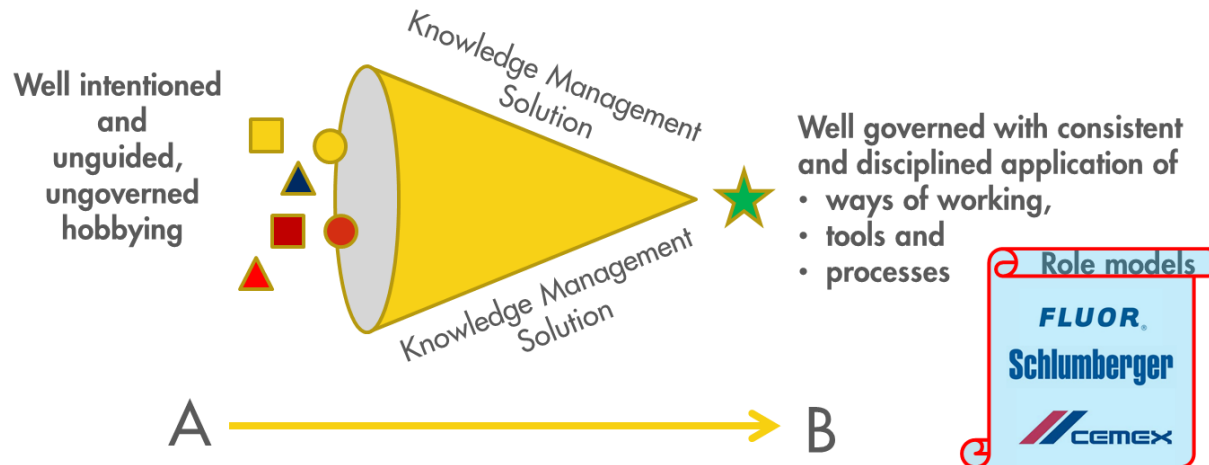 Well intentioned
and
unguided,
ungoverned
hobbying
Knowledge Management
Solution
Knowledge Management
Solution
Well governed with consistent
and disciplined application of
• ways of working,
• tools and
• processes
Role models
FLUOR®
Schlumberger
CEMEX
A
B